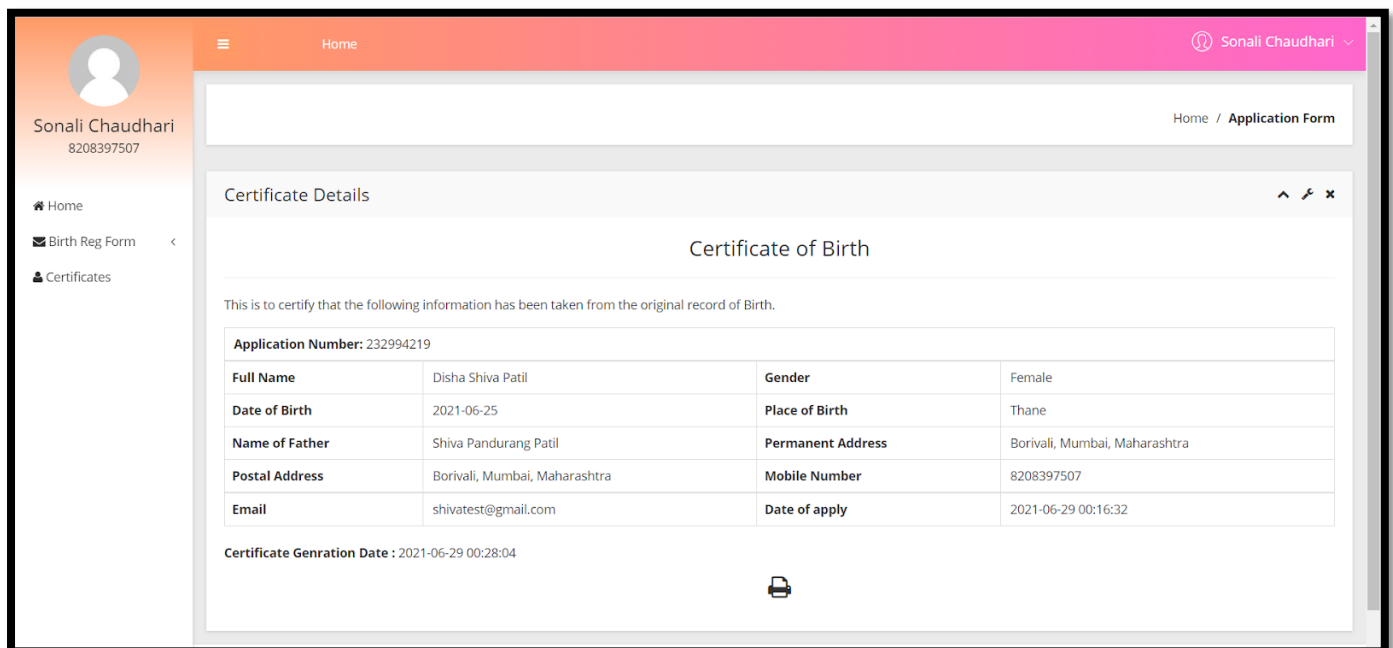 Home
Sonali Chaudhari
Sonali Chaudhari
8208397507
Home / Application Form
Home
Birth Reg Form
Certificates
Certificate Details
Certificate of Birth
This is to certify that the following information has been taken from the original record of Birth.
Application Number: 232994219
Full Name Disha Shiva Patil Gender Female
Date of Birth 2021-06-25 Place of Birth Thane
Name of Father Shiva Pandurang Patil Permanent Address Borivali, Mumbai, Maharashtra
Postal Address Borivali, Mumbai, Maharashtra Mobile Number 8208397507
Email shivatest@gmail.com Date of apply 2021-06-29 00:16:32
Certificate Genration Date : 2021-06-29 00:28:04